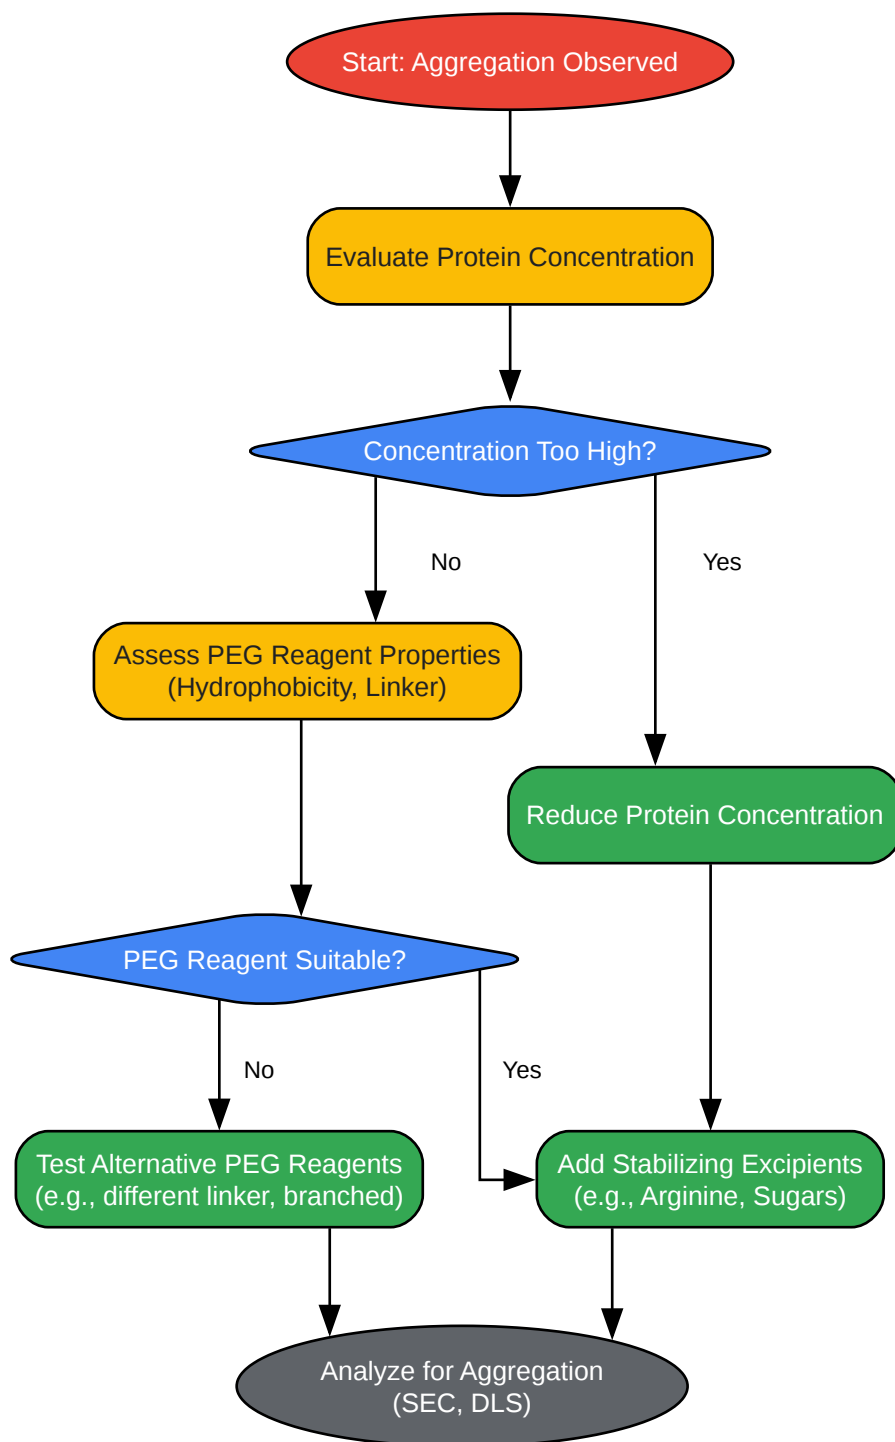 Start: Aggregation Observed
Evaluate Protein Concentration
Concentration Too High?
No
Yes
Assess PEG Reagent Properties
(Hydrophobicity, Linker)
Reduce Protein Concentration
PEG Reagent Suitable?
No
Yes
Test Alternative PEG Reagents
(e.g., different linker, branched)
Add Stabilizing Excipients
(e.g., Arginine, Sugars)
Analyze for Aggregation
(SEC, DLS)